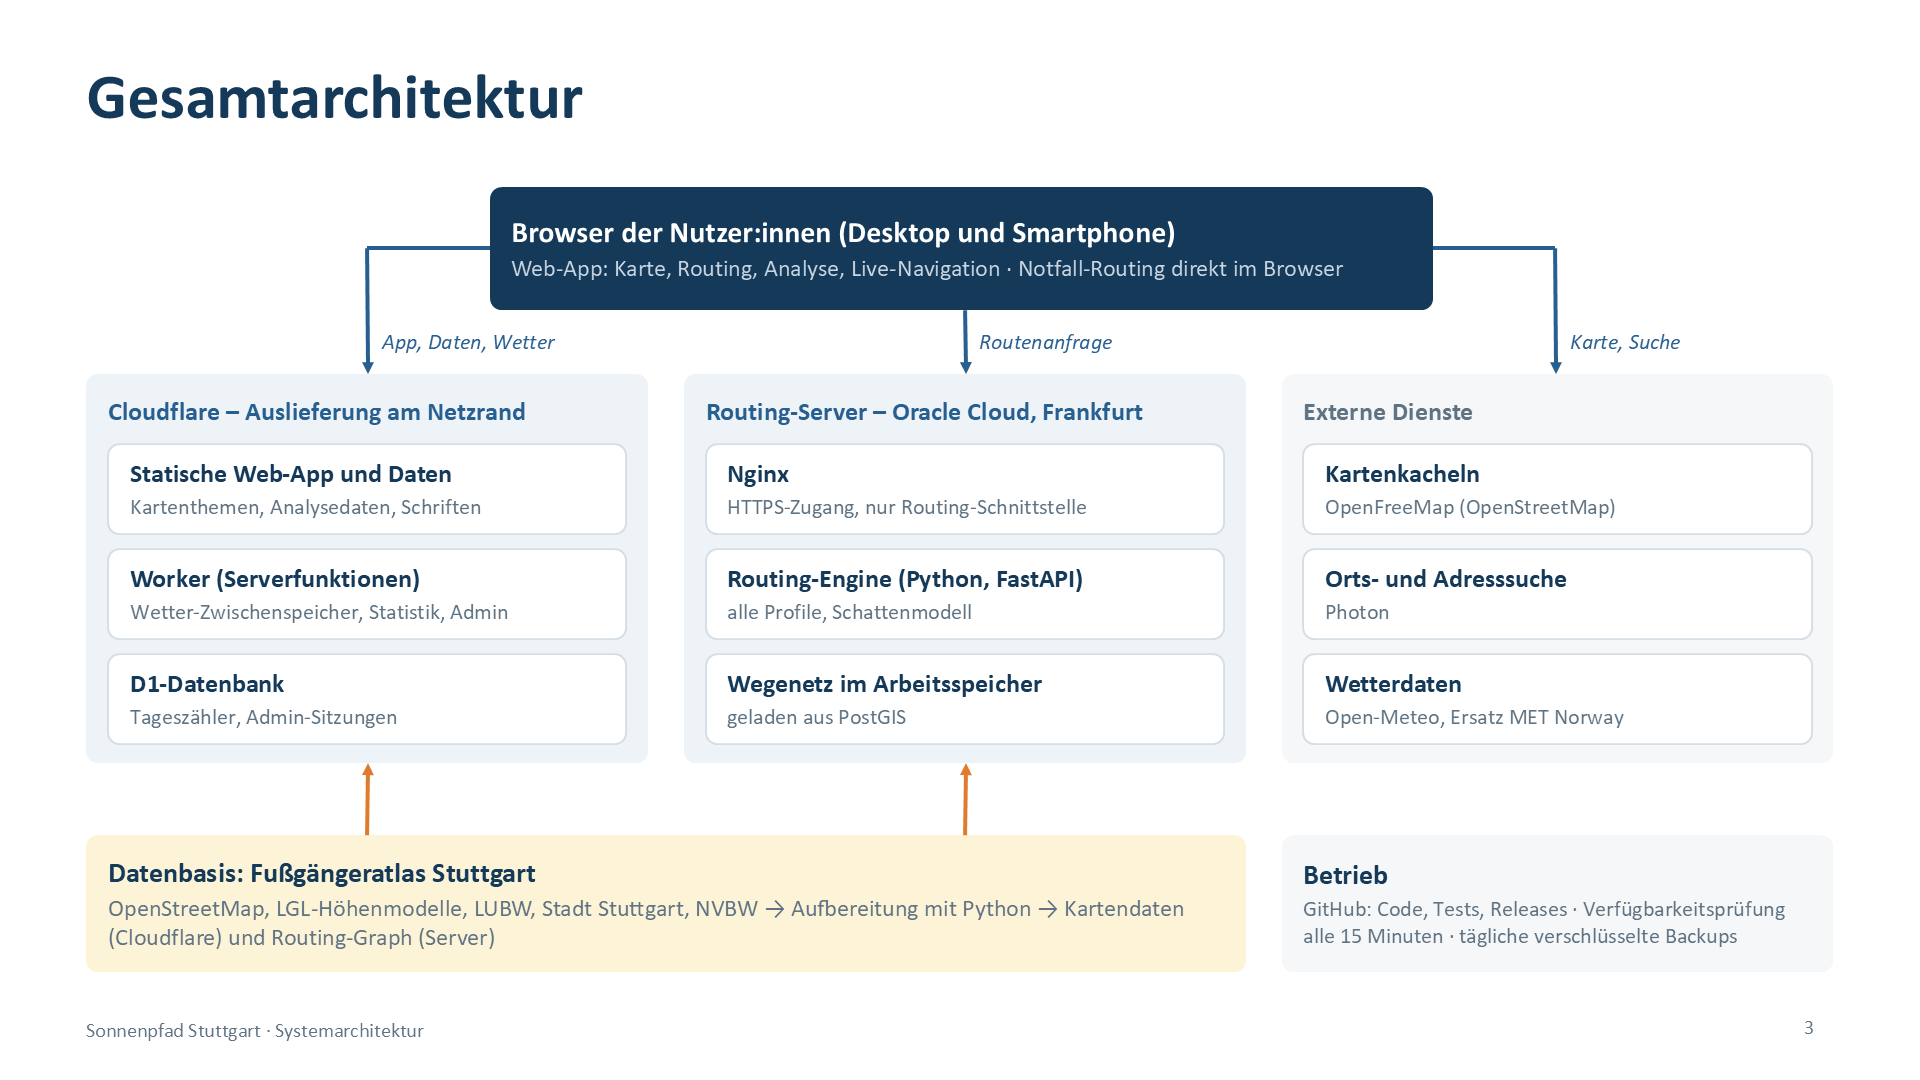 Gesamtarchitektur
Browser der Nutzer:innen (Desktop und Smartphone)
Web-App: Karte, Routing, Analyse, Live-Navigation · Notfall-Routing direkt im Browser
App, Daten, Wetter
Routenanfrage
Karte, Suche
Cloudflare – Auslieferung am Netzrand
Statische Web-App und Daten
Kartenthemen, Analysedaten, Schriften
Worker (Serverfunktionen)
Wetter-Zwischenspeicher, Statistik, Admin
D1-Datenbank
Tageszähler, Admin-Sitzungen
Routing-Server – Oracle Cloud, Frankfurt
Nginx
HTTPS-Zugang, nur Routing-Schnittstelle
Routing-Engine (Python, FastAPI)
alle Profile, Schattenmodell
Wegenetz im Arbeitsspeicher
geladen aus PostGIS
Externe Dienste
Kartenkacheln
OpenFreeMap (OpenStreetMap)
Orts- und Adresssuche
Photon
Wetterdaten
Open-Meteo, Ersatz MET Norway
Datenbasis: Fußgängeratlas Stuttgart
OpenStreetMap, LGL-Höhenmodelle, LUBW, Stadt Stuttgart, NVBW → Aufbereitung mit Python → Kartendaten
(Cloudflare) und Routing-Graph (Server)
Betrieb
GitHub: Code, Tests, Releases · Verfügbarkeitsprüfung
alle 15 Minuten · tägliche verschlüsselte Backups
Sonnenpfad Stuttgart · Systemarchitektur
3